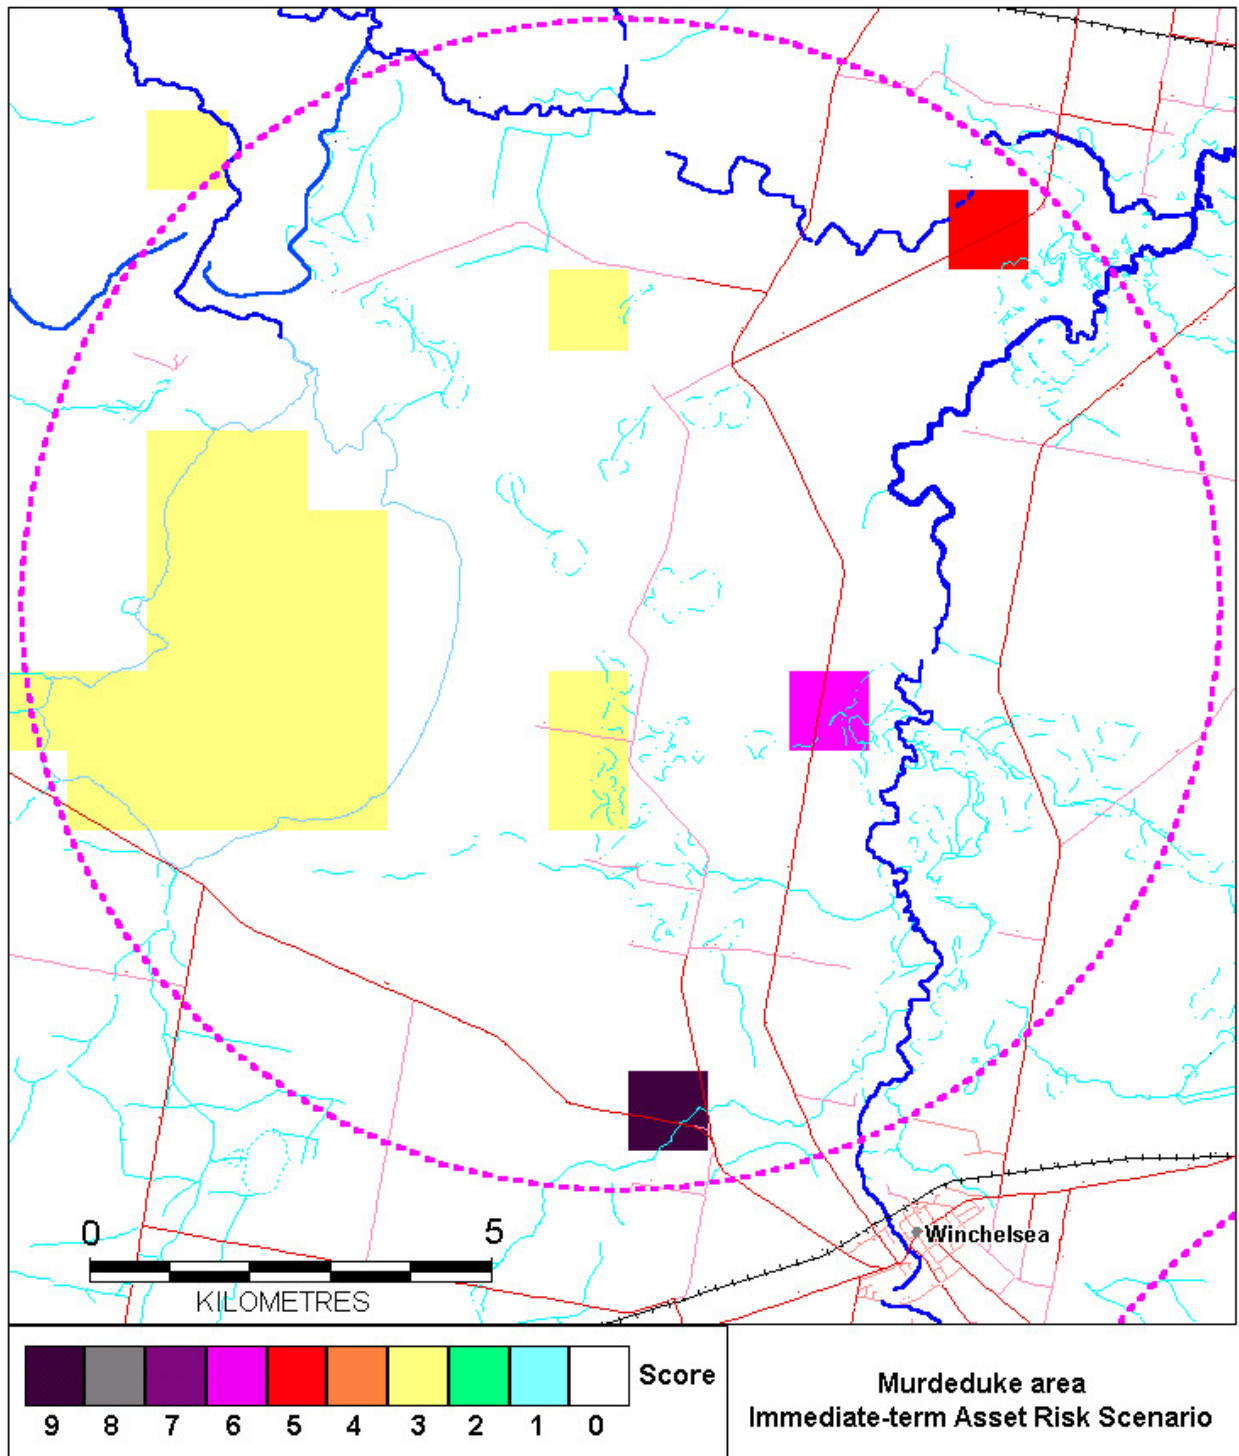 Winchelsea
0 5
KILOMETRES
Score
9 8 7 6 5 4 3 2 1 0
Murdeduke area
Immediate-term Asset Risk Scenario